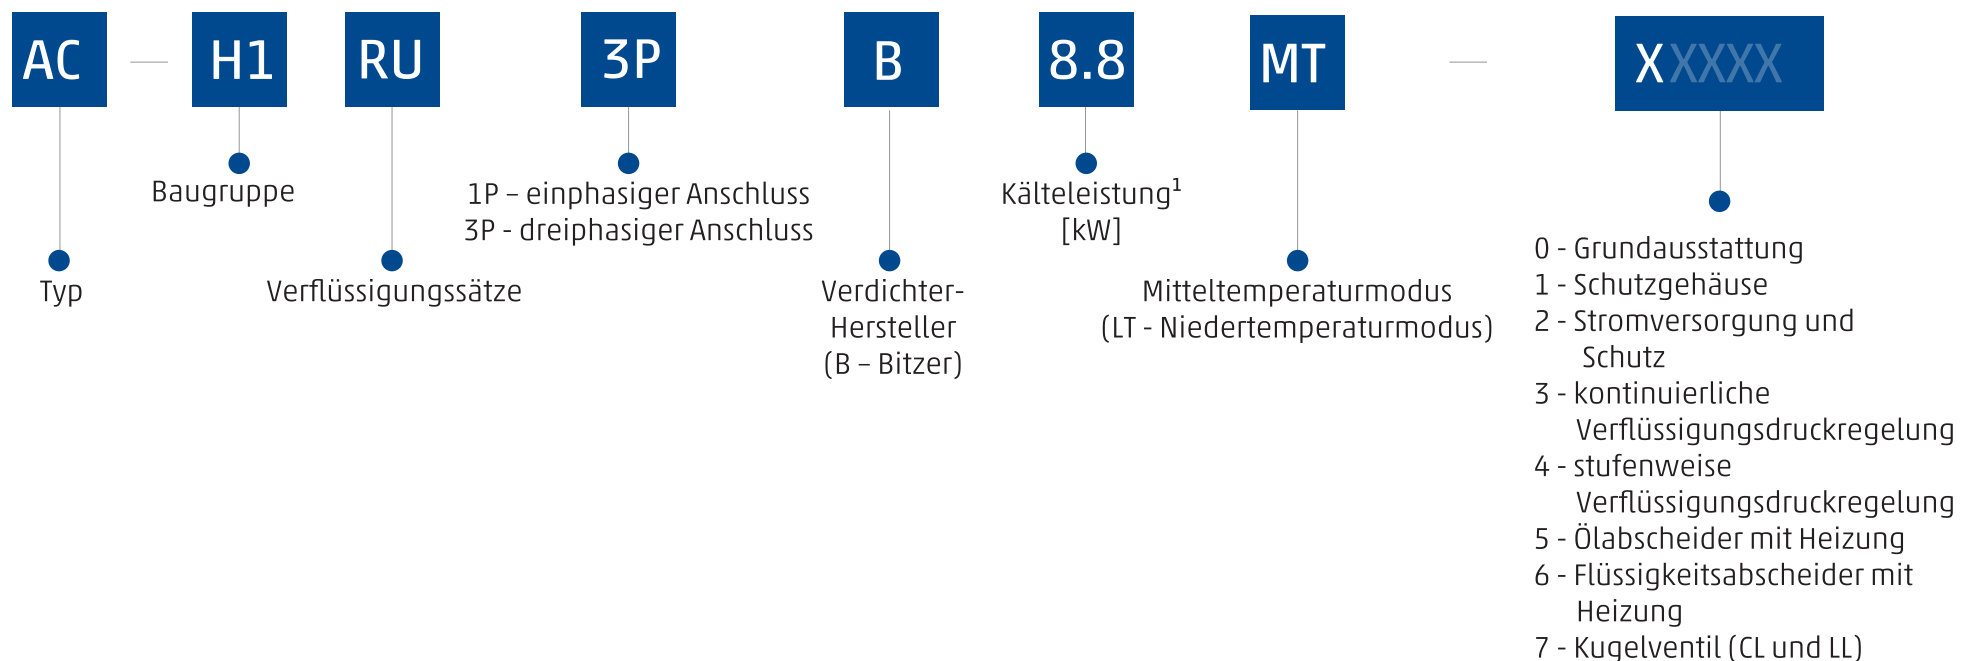 AC — H1 RU 3P B 8.8 MT — XXXXX
Baugruppe
1P – einphasiger Anschluss
3P - dreiphasiger Anschluss
Kälteleistung¹
[kW]
Typ
Verflüssigungssätze
Verdichter-
Hersteller
(B – Bitzer)
Mitteltemperaturmodus
(LT - Niedertemperaturmodus)
0 - Grundausstattung
1 - Schutzgehäuse
2 - Stromversorgung und
Schutz
3 - kontinuierliche
Verflüssigungsdruckregelung
4 - stufenweise
Verflüssigungsdruckregelung
5 - Ölabscheider mit Heizung
6 - Flüssigkeitsabscheider mit
Heizung
7 - Kugelventil (CL und LL)